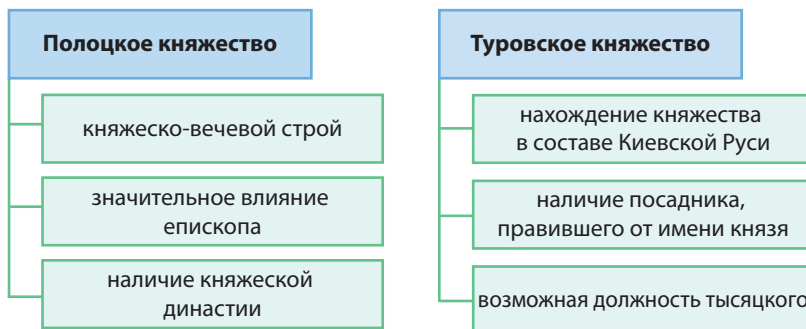 Полоцкое княжество
княжеско-вечевой строй
значительное влияние
епископа
наличие княжеской
династии
Туровское княжество
нахождение княжества
в составе Киевской Руси
наличие посадника,
правившего от имени князя
возможная должность тысяцкого